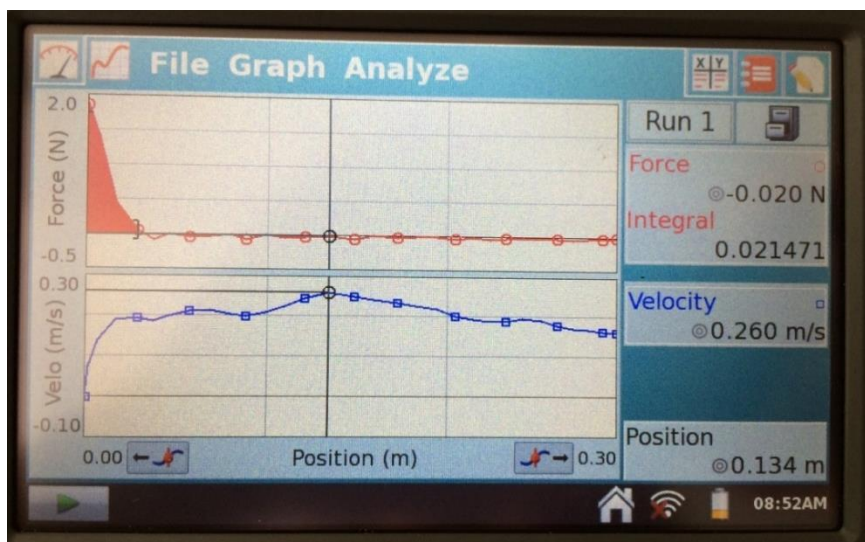 File Graph Analyze
X Y
2.0
Force (N)
-0.5
0.30
Velo (m/s)
-0.10
0.00
Position (m)
0.30
Run 1
Force
-0.020 N
Integral
0.021471
Velocity
0.260 m/s
Position
0.134 m
08:52AM